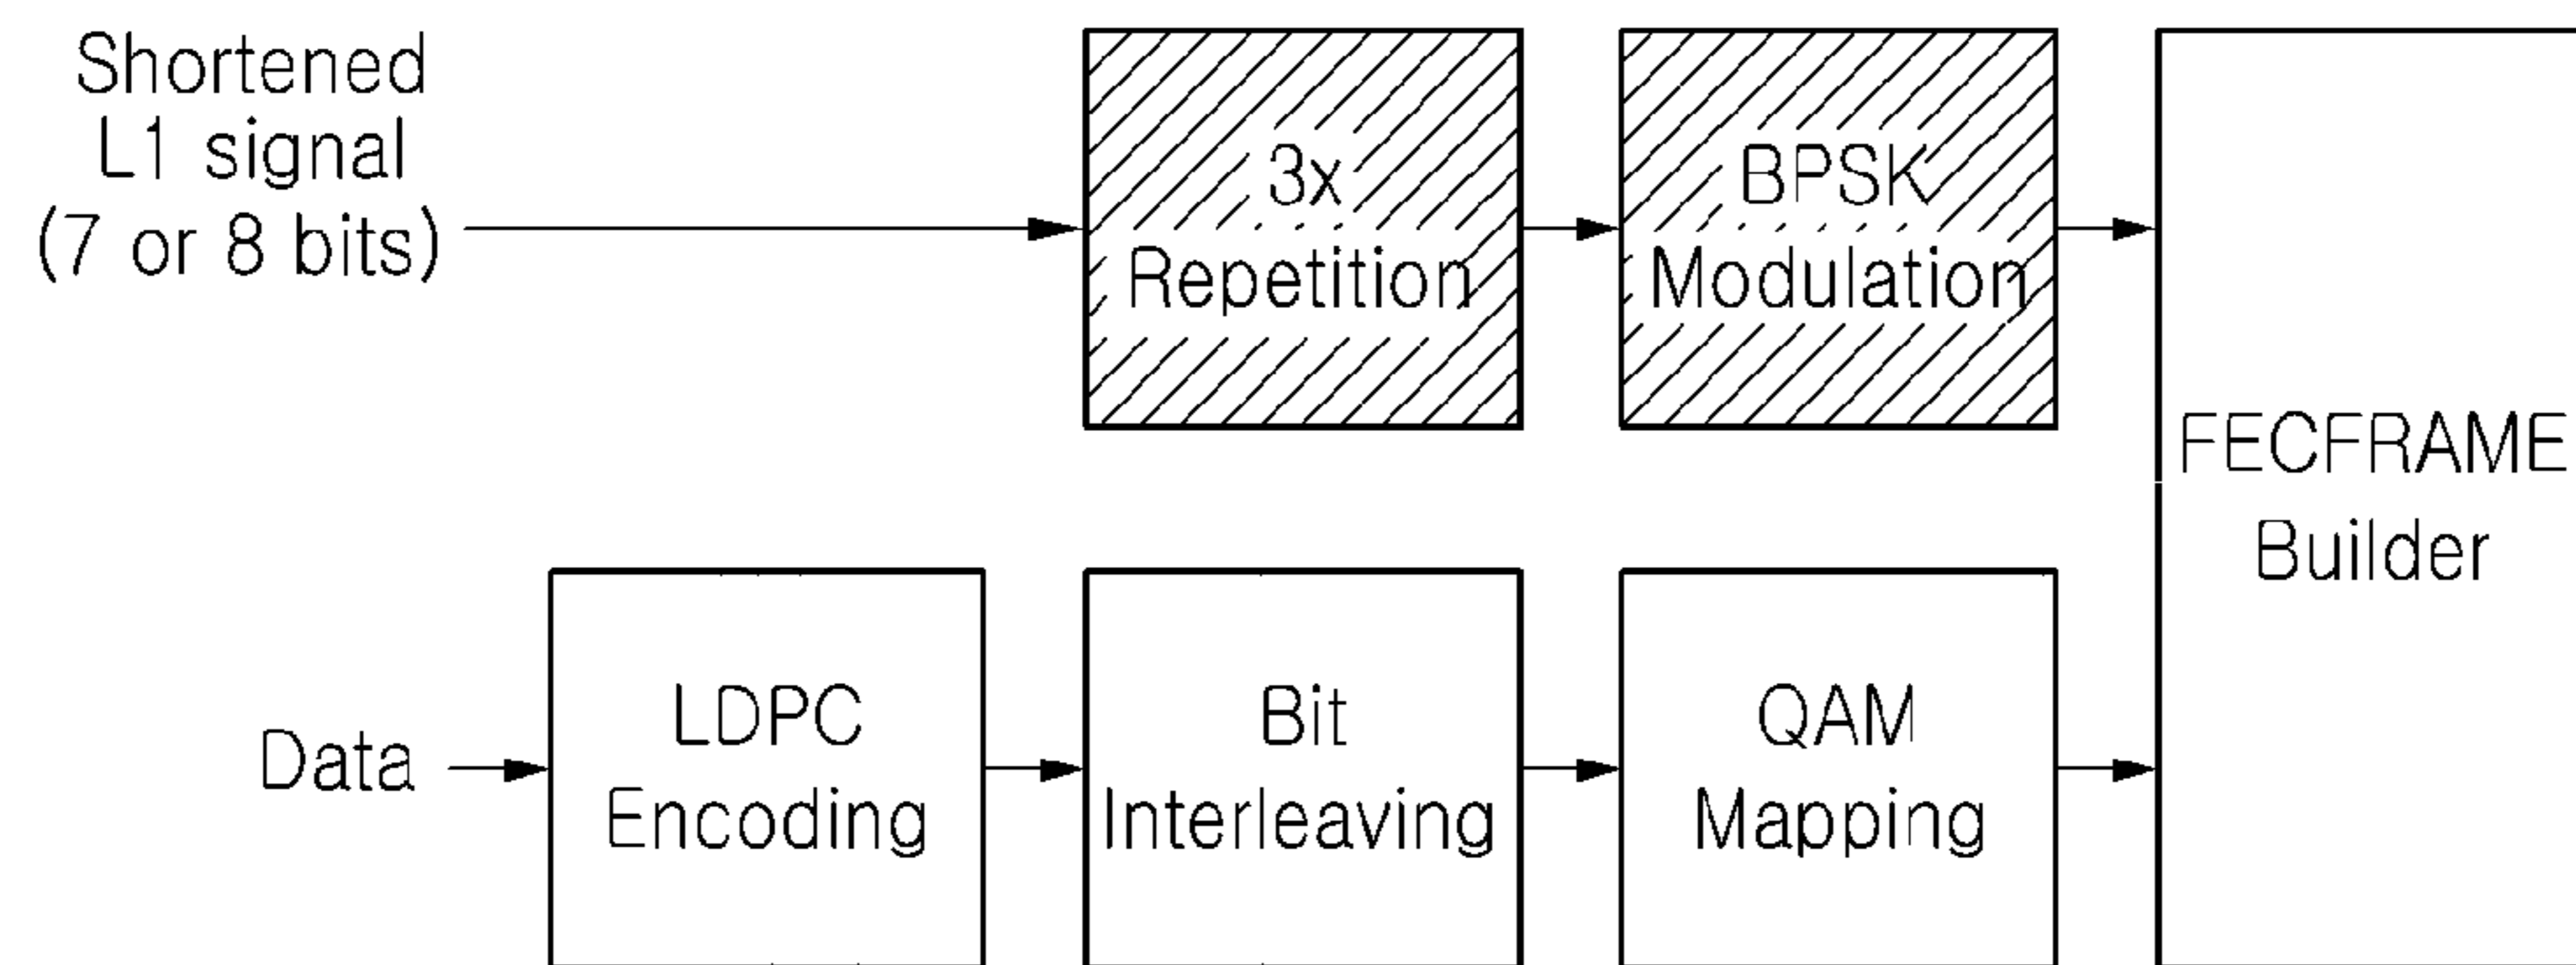 Shortened
L1 signal
(7 or 8 bits)
3x
Repetition
BPSK
Modulation
FECFRAME
Builder
Data
LDPC
Encoding
Bit
Interleaving
QAM
Mapping